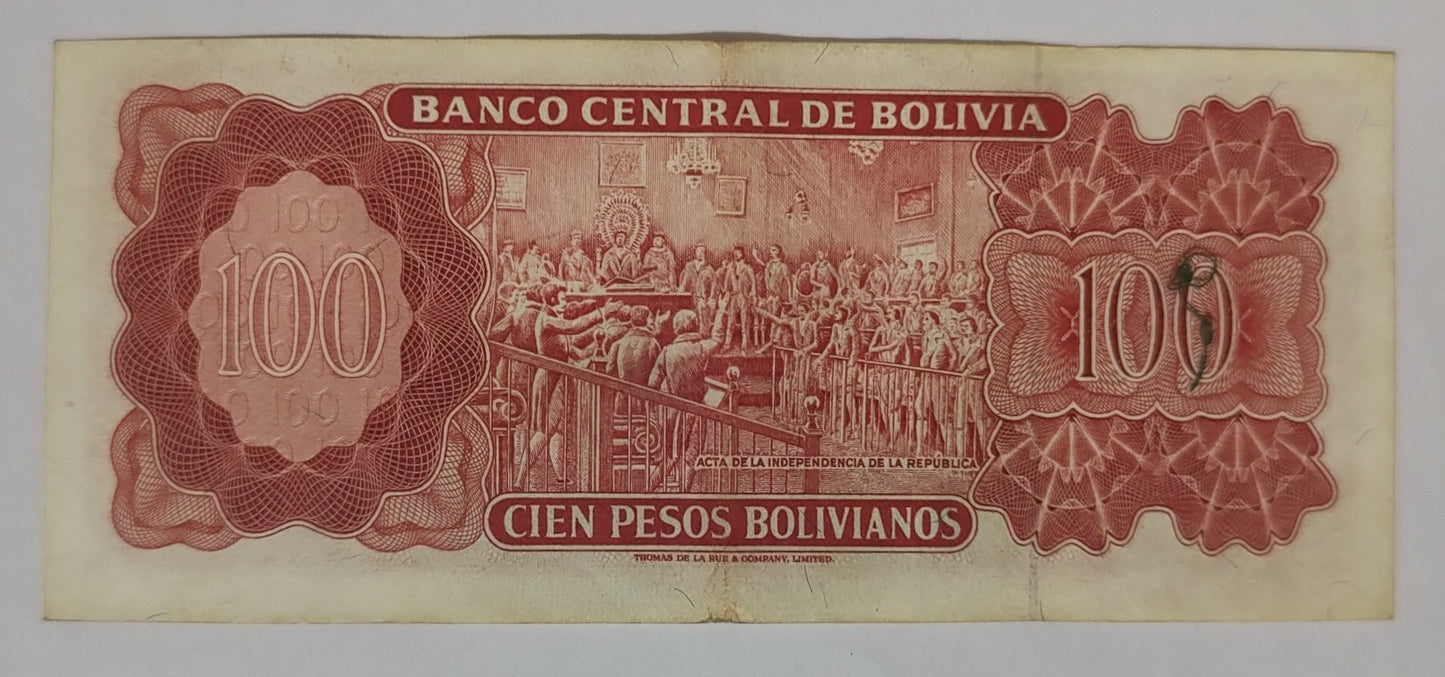 BANCO CENTRAL DE BOLIVIA
100
100
ACTA DE LA INDEPENDENCIA DE LA REPÚBLICA
CIEN PESOS BOLIVIANOS
THOMAS DE LA RUE & COMPANY, LIMITED.